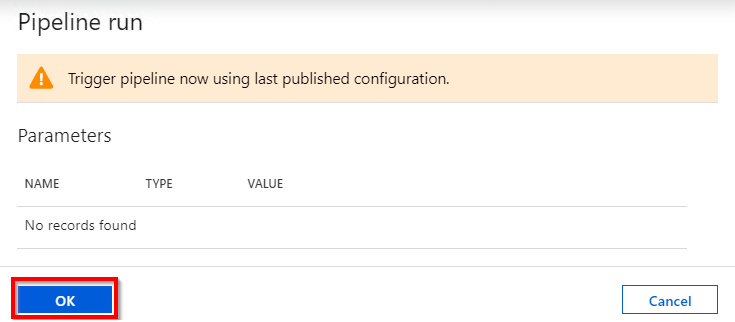 Pipeline run
Trigger pipeline now using last published configuration.
Parameters
NAME TYPE VALUE
No records found
OK Cancel